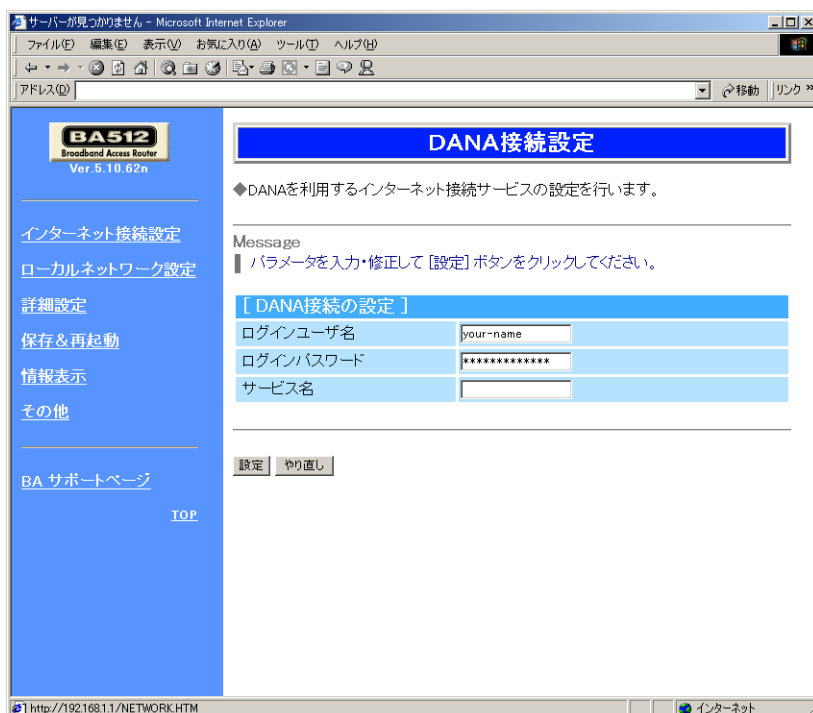 サーバーが見つかりません - Microsoft Internet Explorer
ファイル(F) 編集(E) 表示(V) お気に入り(A) ツール(T) ヘルプ(H)
アドレス(D) 移動 リンク »
BA512
Broadband Access Router
Ver.5.10.62n
インターネット接続設定
ローカルネットワーク設定
詳細設定
保存&再起動
情報表示
その他
BA サポートページ
TOP
DANA接続設定
◆DANAを利用するインターネット接続サービスの設定を行います。
Message
パラメータを入力・修正して [設定] ボタンをクリックしてください。
[ DANA接続の設定 ]
ログインユーザ名 your-name
ログインパスワード *************
サービス名
設定 やり直し
http://192.168.1.1/NETWORK.HTM インターネット